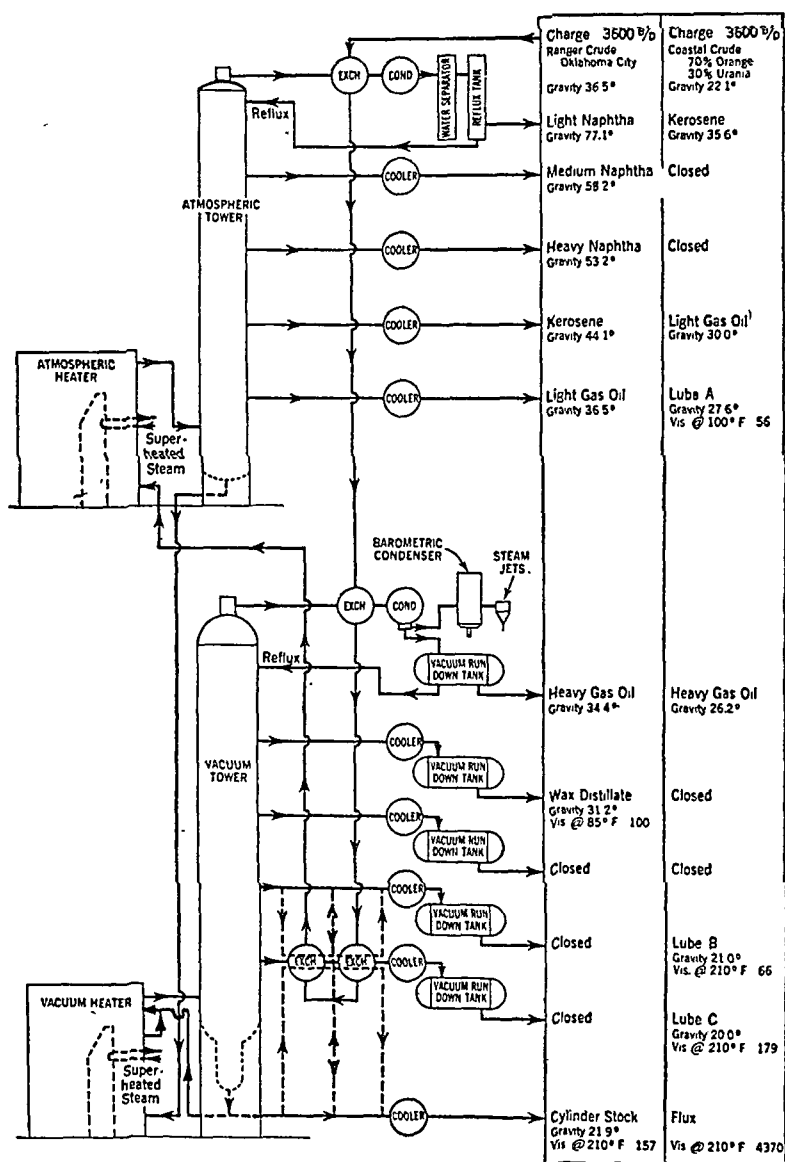 Charge 3600 B/D
Ranger Crude
Oklahoma City
Gravity 36 5°
Charge 3600 B/D
Coastal Crude
70% Orange
30% Urania
Gravity 22 1°
EXCH
COND
WATER SEPARATOR
REFLUX TANK
Reflux
Light Naphtha
Gravity 77.1°
Kerosene
Gravity 35 6°
ATMOSPHERIC
TOWER
COOLER
Medium Naphtha
Gravity 58 2°
Closed
COOLER
Heavy Naphtha
Gravity 53 2°
Closed
COOLER
Kerosene
Gravity 44 1°
Light Gas Oil
Gravity 30 0°
ATMOSPHERIC
HEATER
Super-
heated
Steam
COOLER
Light Gas Oil
Gravity 36 5°
Lube A
Gravity 27 6°
Vis @ 100° F 56
BAROMETRIC
CONDENSER
STEAM
JETS.
EXCH
COND
Reflux
VACUUM RUN
DOWN TANK
Heavy Gas Oil
Gravity 34 4°
Heavy Gas Oil
Gravity 26.2°
VACUUM
TOWER
COOLER
VACUUM RUN
DOWN TANK
Wax Distillate
Gravity 31 2°
Vis @ 85° F 100
Closed
COOLER
VACUUM RUN
DOWN TANK
Closed
Closed
COOLER
VACUUM RUN
DOWN TANK
Closed
Lube B
Gravity 21 0°
Vis. @ 210° F 66
EXCH
EXCH
COOLER
VACUUM RUN
DOWN TANK
Closed
Lube C
Gravity 20 0°
Vis @ 210° F 179
VACUUM HEATER
Super-
heated
Steam
COOLER
Cylinder Stock
Gravity 21 9°
Vis @ 210° F 157
Flux
Vis @ 210° F 4370